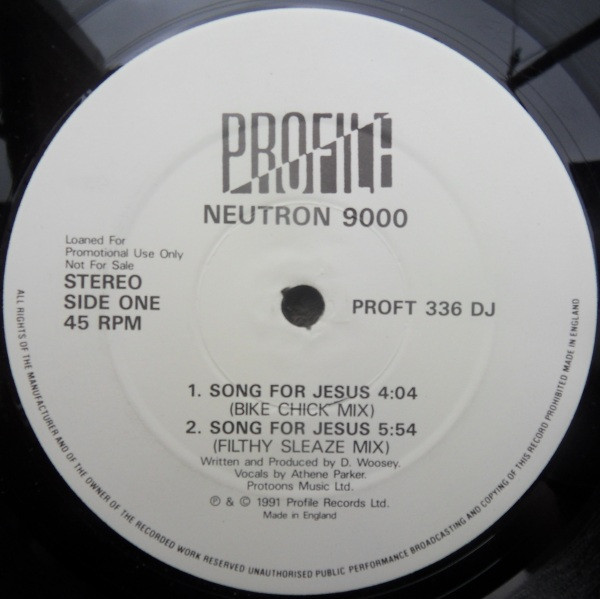 PROFILE
NEUTRON 9000
Loaned For
Promotional Use Only
Not For Sale
STEREO
SIDE ONE
45 RPM
PROFT 336 DJ
1. SONG FOR JESUS 4:04
(BIKE CHICK MIX)
2. SONG FOR JESUS 5:54
(FILTHY SLEAZE MIX)
Written and Produced by D. Woosey.
Vocals by Athene Parker.
Protoons Music Ltd.
℗ & © 1991 Profile Records Ltd.
Made in England
ALL RIGHTS OF THE MANUFACTURER AND OF THE OWNER OF THE RECORDED WORK RESERVED UNAUTHORISED PUBLIC PERFORMANCE BROADCASTING AND COPYING OF THIS RECORD PROHIBITED MADE IN ENGLAND